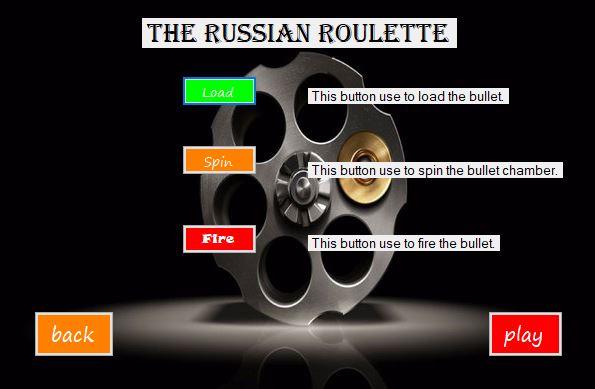 THE RUSSIAN ROULETTE
Load
This button use to load the bullet.
Spin
This button use to spin the bullet chamber.
Fire
This button use to fire the bullet.
back
play